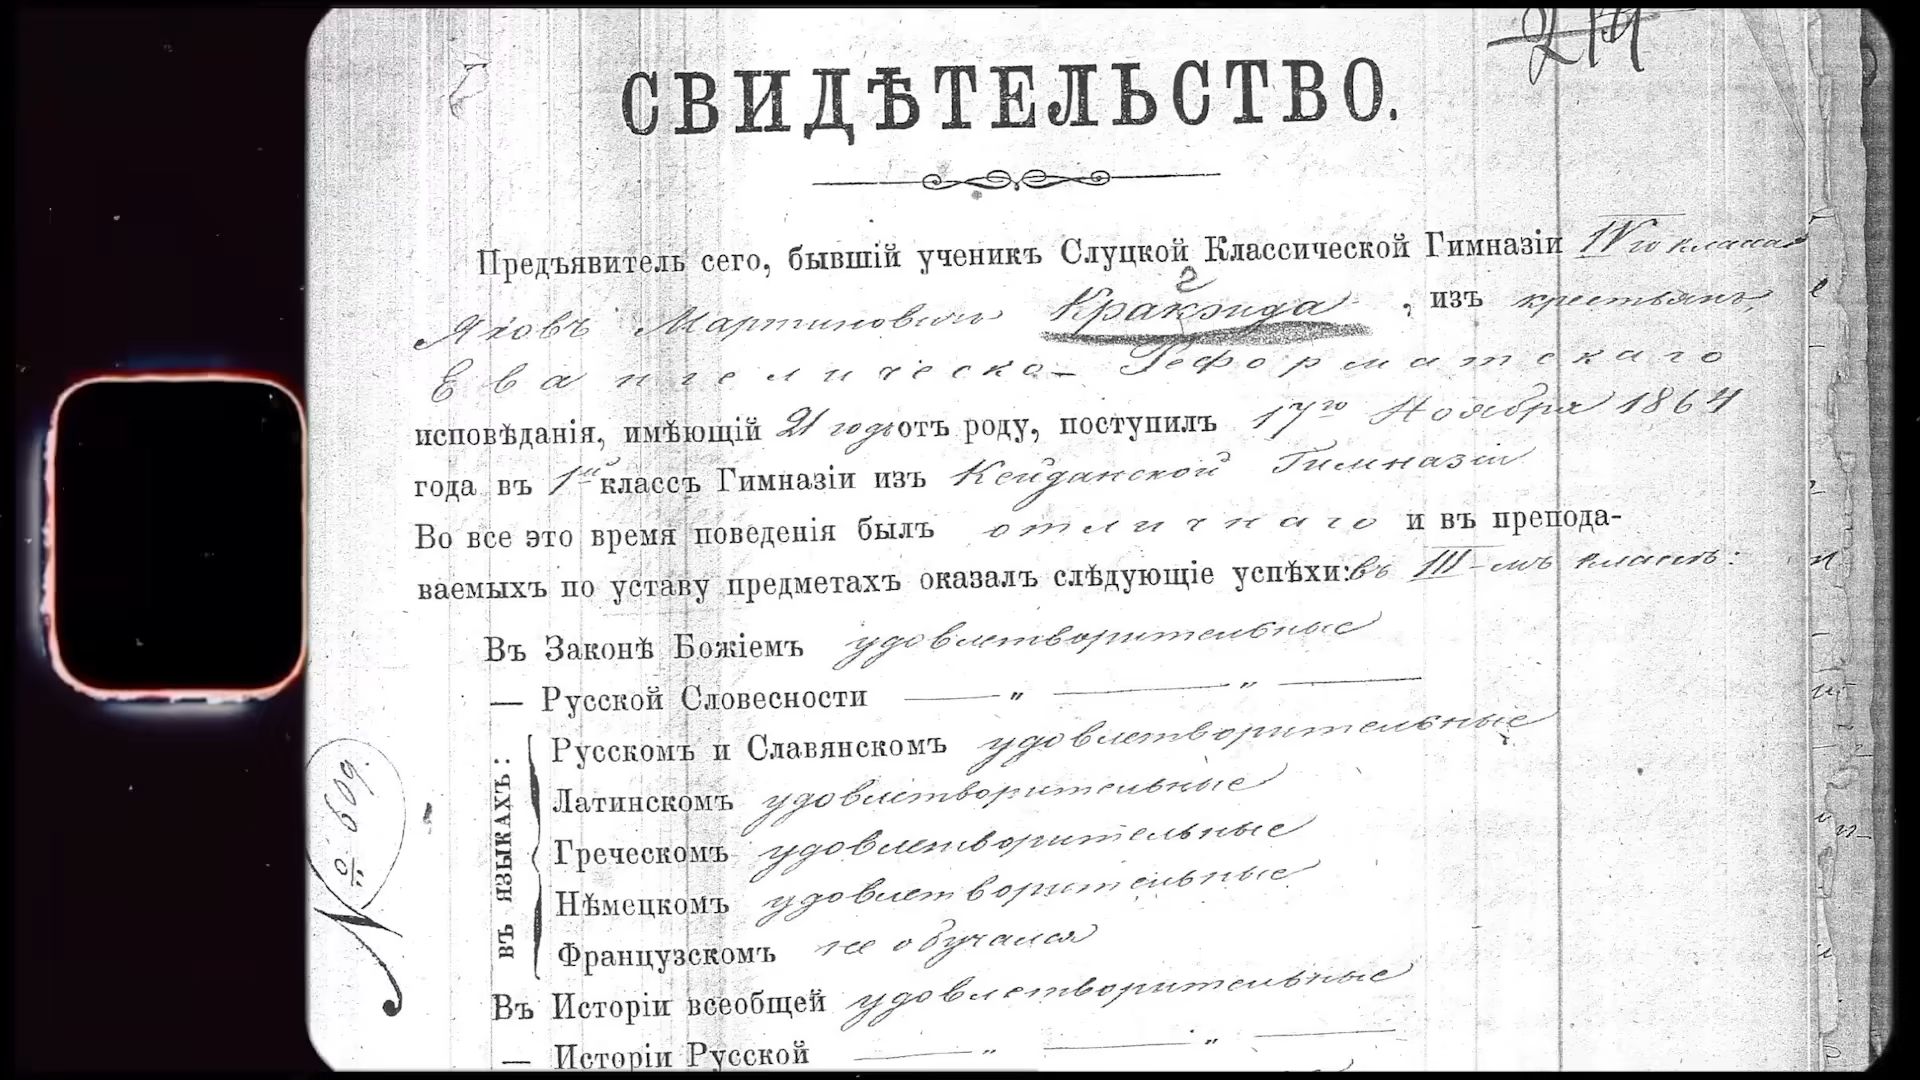 214
СВИДѢТЕЛЬСТВО.
Предъявитель сего, бывшій ученикъ Слуцкой Классической Гимназіи IVго класса
Яковъ Мартиновичъ Кракзида, изъ крестьянъ,
Евангелическо-Реформатскаго
исповѣданія, имѣющій 21 годъ отъ роду, поступилъ 17го Ноября 1864
года въ 1й классъ Гимназіи изъ Кейданской Гимназіи
Во все это время поведенія былъ отличнаго и въ препода-
ваемыхъ по уставу предметахъ оказалъ слѣдующіе успѣхи: въ III-мъ классѣ:
Въ Законѣ Божіемъ удовлетворительные
— Русской Словесности — " — " —
въ языкахъ:
Русскомъ и Славянскомъ удовлетворительные
Латинскомъ удовлетворительные
Греческомъ удовлетворительные
Нѣмецкомъ удовлетворительные
Французскомъ не обучался
Въ Исторіи всеобщей удовлетворительные
— Исторіи Русской — " — " —
№ 609.